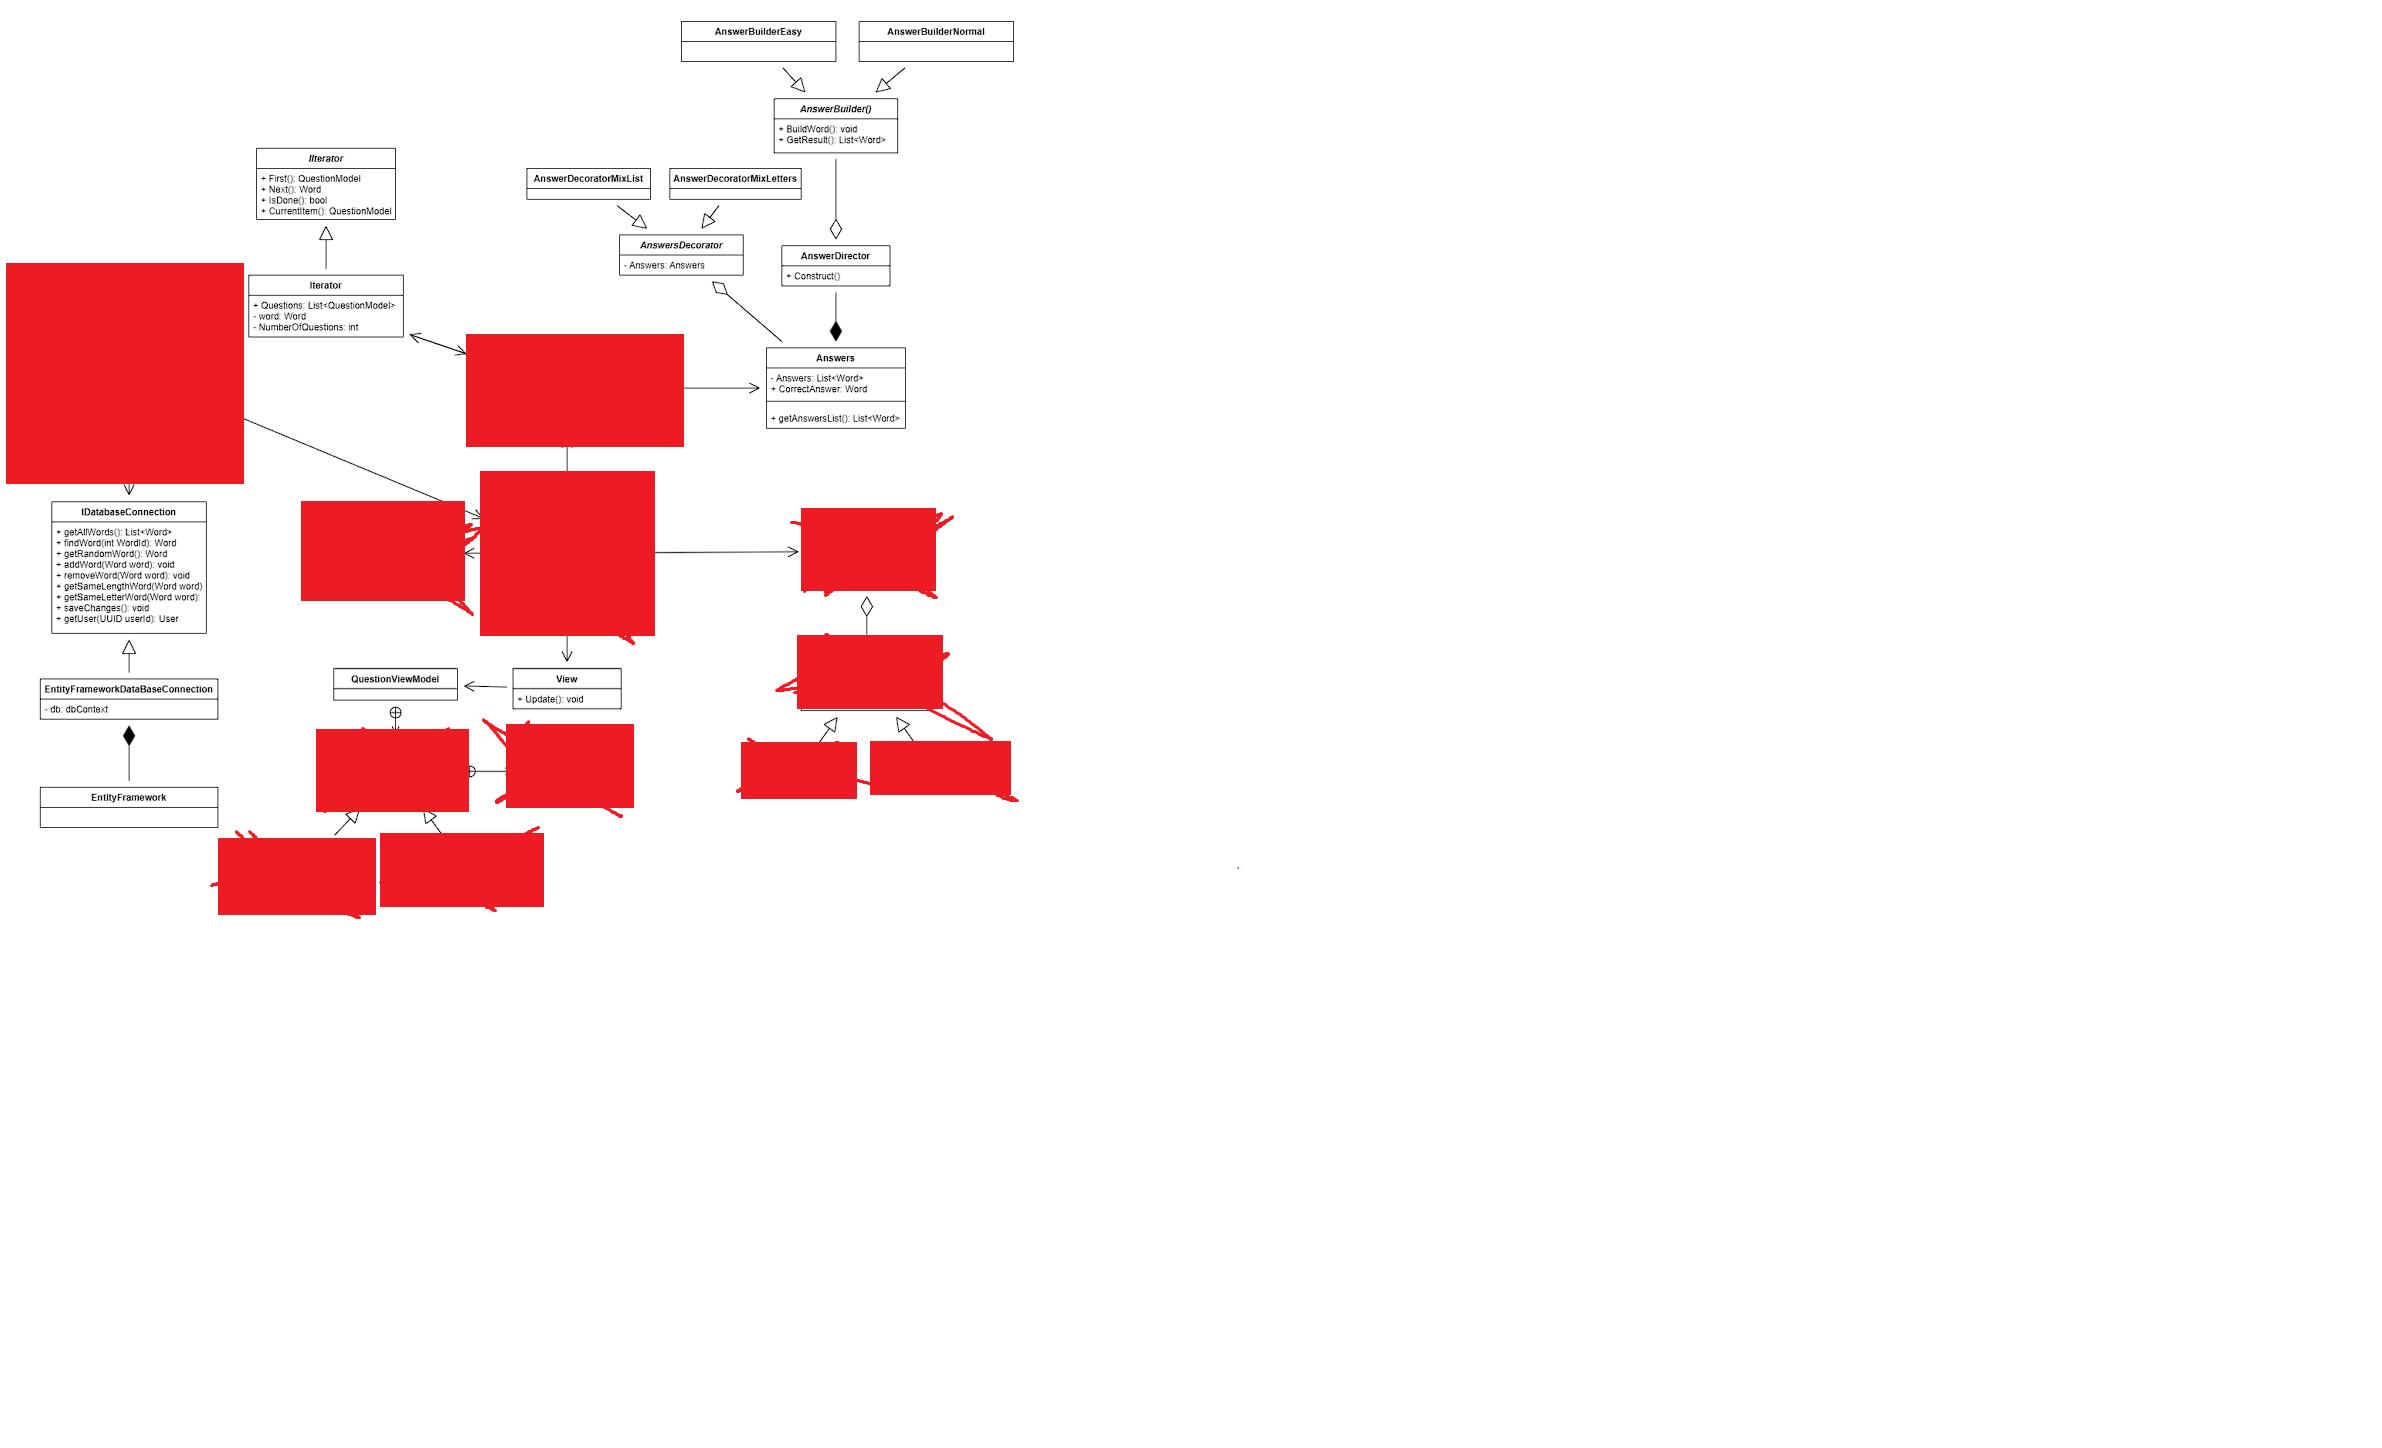 AnswerBuilderEasy
AnswerBuilderNormal
AnswerBuilder()
+ BuildWord(): void
+ GetResult(): List<Word>
IIterator
+ First(): QuestionModel
+ Next(): Word
+ IsDone(): bool
+ CurrentItem(): QuestionModel
AnswerDecoratorMixList
AnswerDecoratorMixLetters
AnswersDecorator
- Answers: Answers
AnswerDirector
+ Construct()
Iterator
+ Questions: List<QuestionModel>
- word: Word
- NumberOfQuestions: int
Answers
- Answers: List<Word>
+ CorrectAnswer: Word
+ getAnswersList(): List<Word>
IDatabaseConnection
+ getAllWords(): List<Word>
+ findWord(int WordId): Word
+ getRandomWord(): Word
+ addWord(Word word): void
+ removeWord(Word word): void
+ getSameLengthWord(Word word)
+ getSameLetterWord(Word word):
+ saveChanges(): void
+ getUser(UUID userId): User
QuestionViewModel
View
+ Update(): void
EntityFrameworkDataBaseConnection
- db: dbContext
EntityFramework